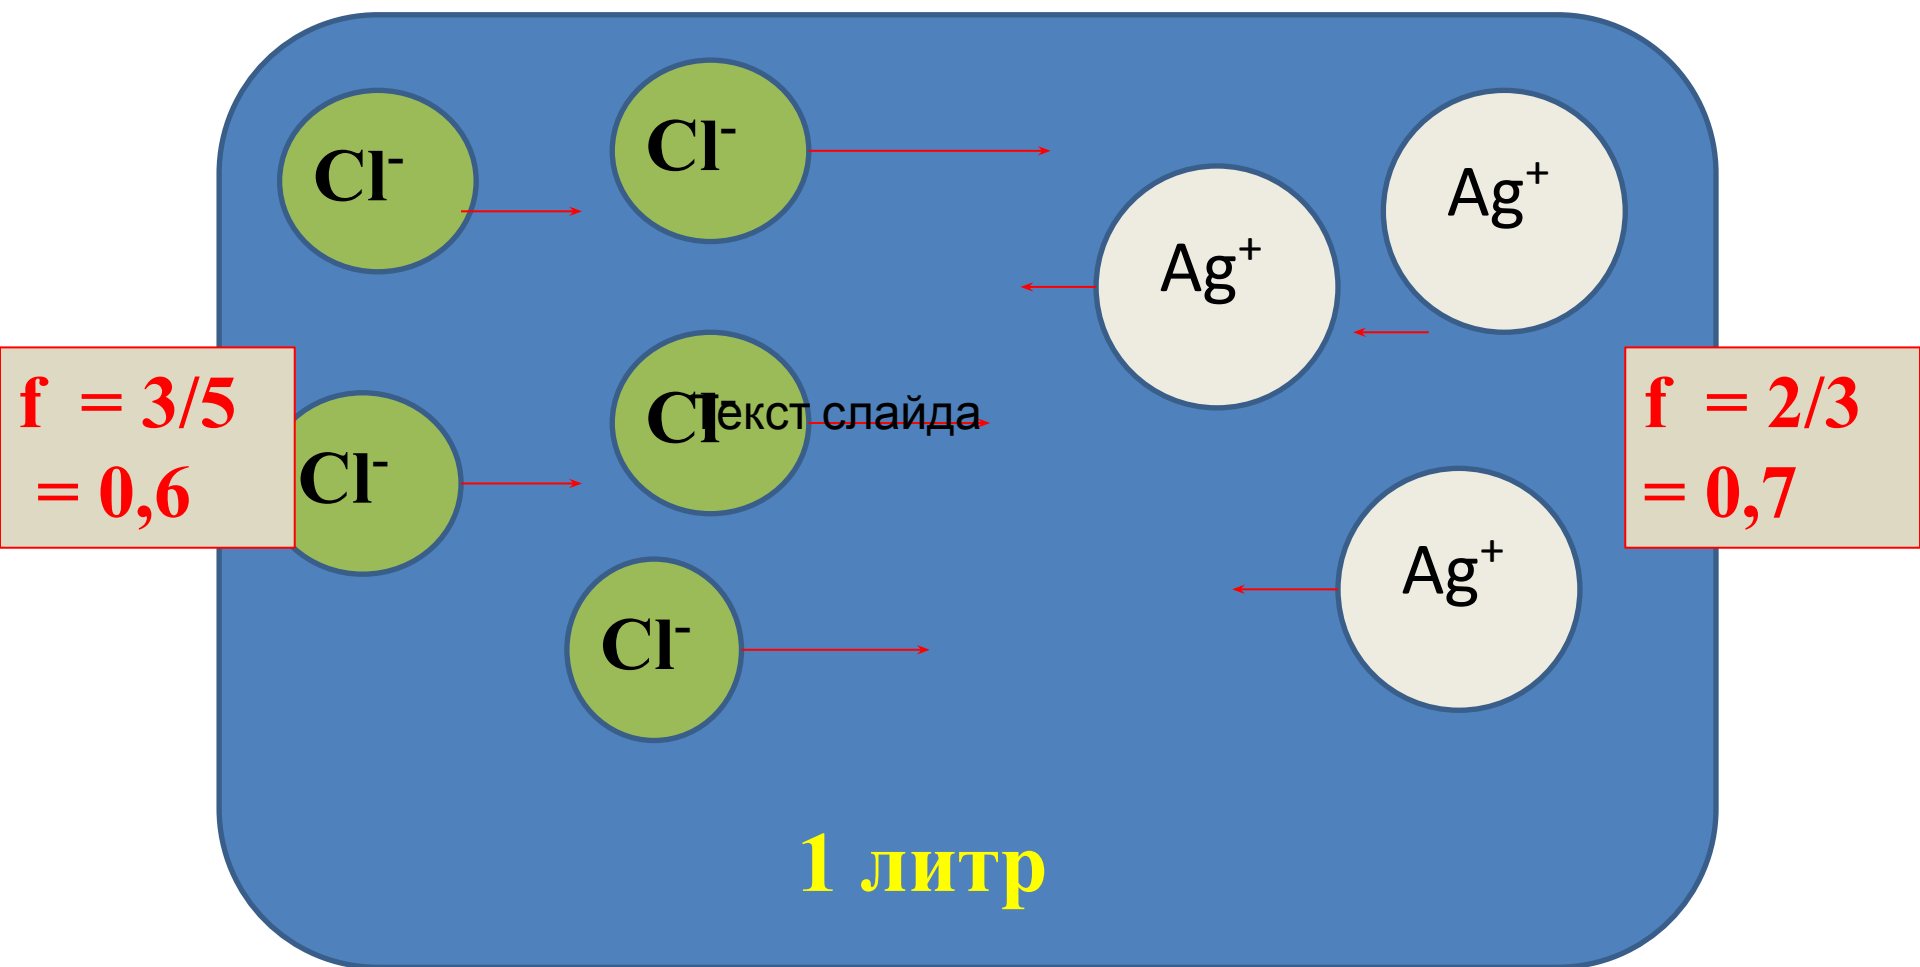 Cl⁻
Cl⁻
Ag⁺
Ag⁺
f = 3/5
= 0,6
Cl⁻
Cl⁻
Текст слайда
f = 2/3
= 0,7
Ag⁺
Cl⁻
1 литр